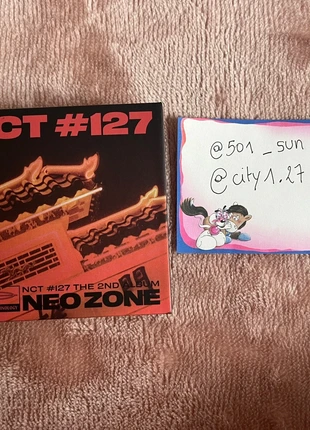 CT #127
NCT #127 THE 2ND ALBUM
NEO ZONE
@501_sun
@city1.27